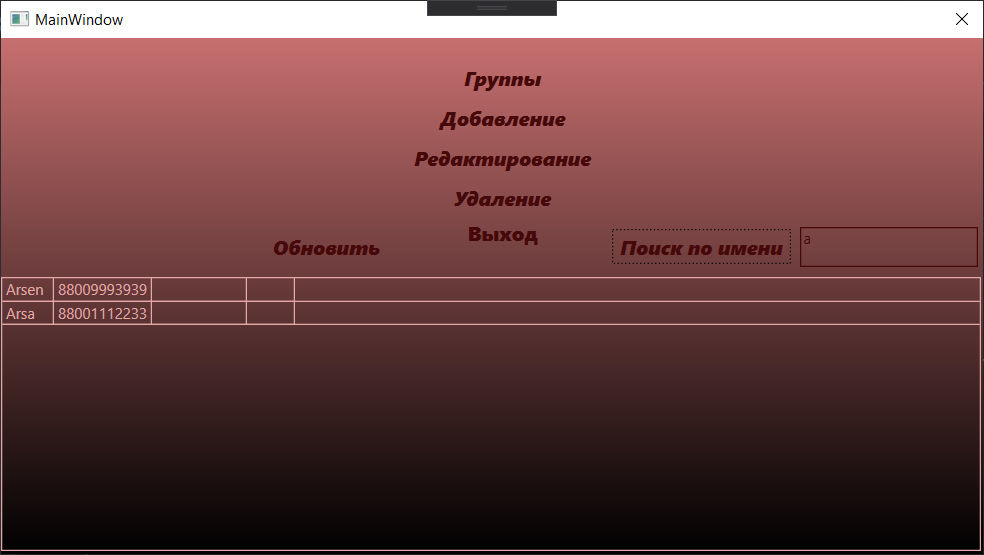 MainWindow
Группы
Добавление
Редактирование
Удаление
Выход
Обновить
Поиск по имени
a
Arsen 88009993939
Arsa 88001112233